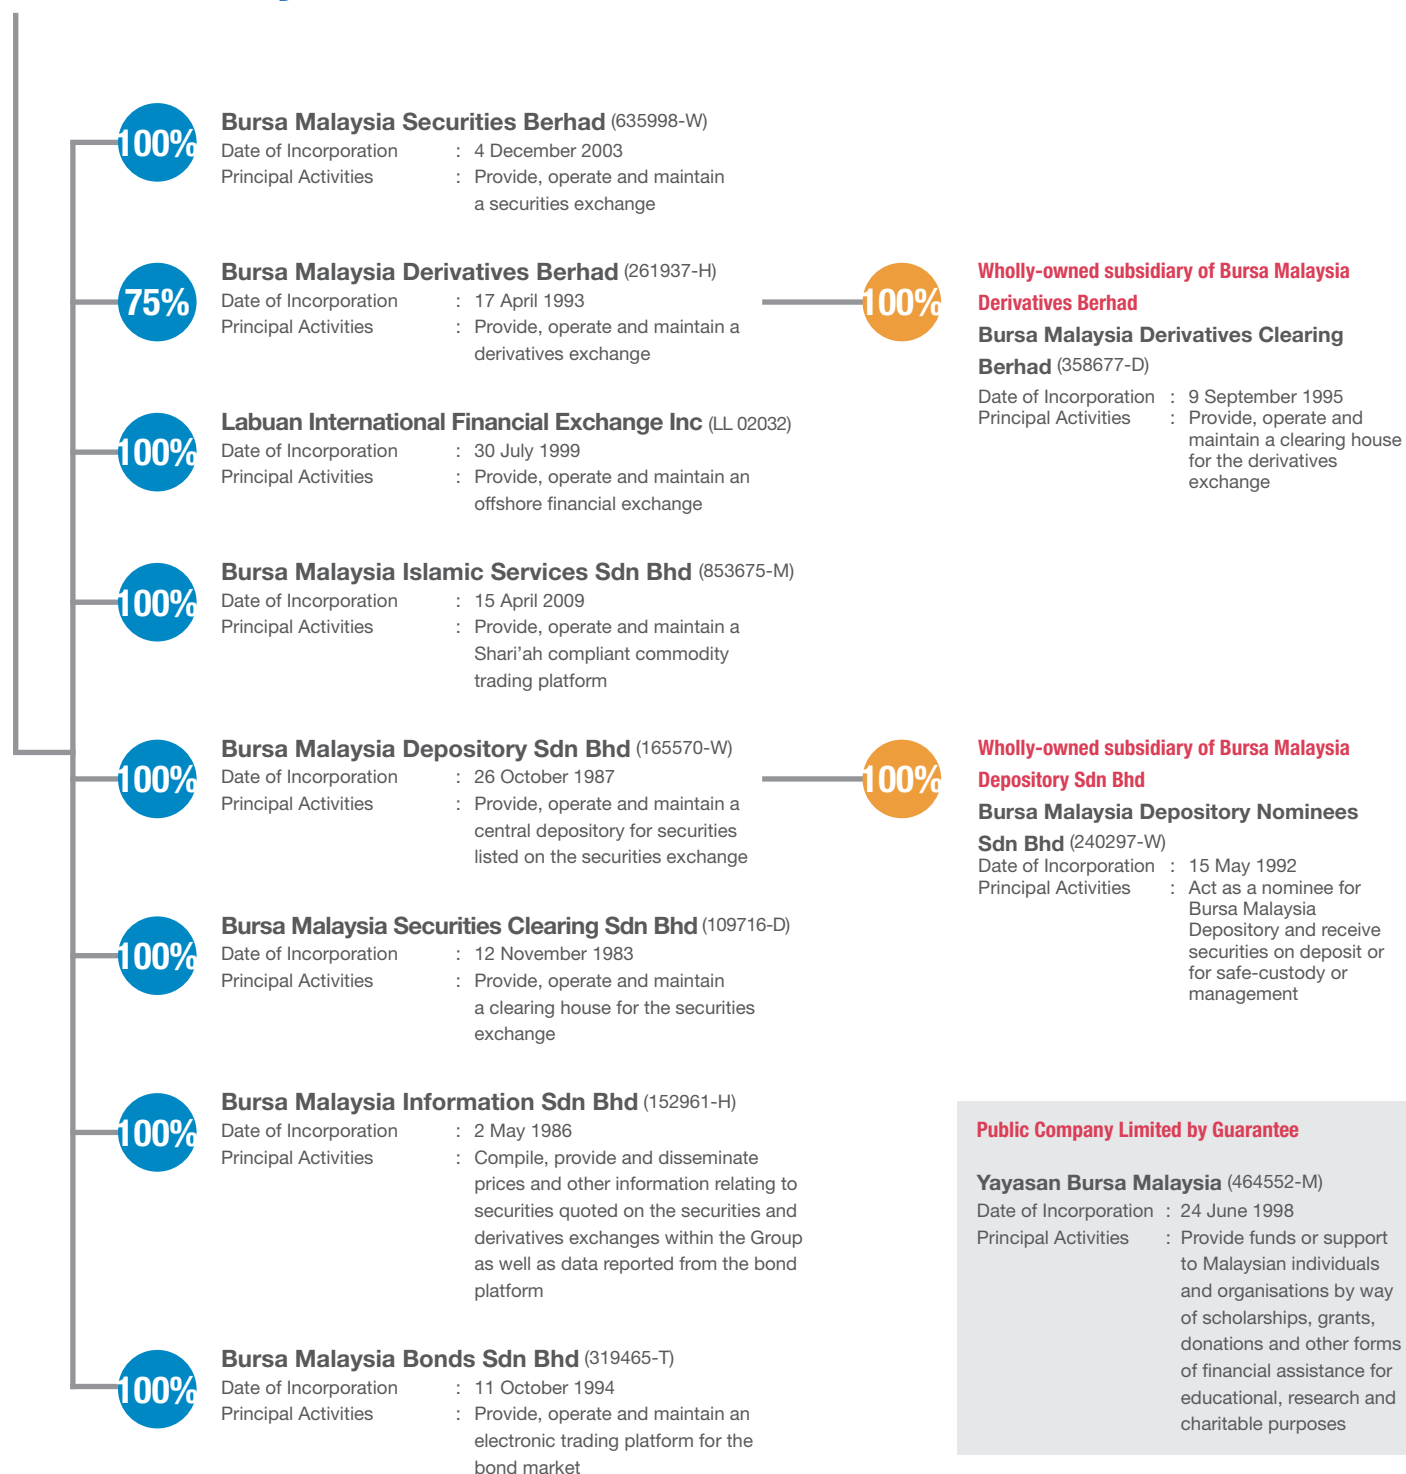 100%
Bursa Malaysia Securities Berhad (635998-W)
Date of Incorporation : 4 December 2003
Principal Activities : Provide, operate and maintain
a securities exchange
75%
Bursa Malaysia Derivatives Berhad (261937-H)
Date of Incorporation : 17 April 1993
Principal Activities : Provide, operate and maintain a
derivatives exchange
100%
Wholly-owned subsidiary of Bursa Malaysia
Derivatives Berhad
Bursa Malaysia Derivatives Clearing
Berhad (358677-D)
Date of Incorporation : 9 September 1995
Principal Activities : Provide, operate and
maintain a clearing house
for the derivatives
exchange
100%
Labuan International Financial Exchange Inc (LL 02032)
Date of Incorporation : 30 July 1999
Principal Activities : Provide, operate and maintain an
offshore financial exchange
100%
Bursa Malaysia Islamic Services Sdn Bhd (853675-M)
Date of Incorporation : 15 April 2009
Principal Activities : Provide, operate and maintain a
Shari’ah compliant commodity
trading platform
100%
Bursa Malaysia Depository Sdn Bhd (165570-W)
Date of Incorporation : 26 October 1987
Principal Activities : Provide, operate and maintain a
central depository for securities
listed on the securities exchange
100%
Wholly-owned subsidiary of Bursa Malaysia
Depository Sdn Bhd
Bursa Malaysia Depository Nominees
Sdn Bhd (240297-W)
Date of Incorporation : 15 May 1992
Principal Activities : Act as a nominee for
Bursa Malaysia
Depository and receive
securities on deposit or
for safe-custody or
management
100%
Bursa Malaysia Securities Clearing Sdn Bhd (109716-D)
Date of Incorporation : 12 November 1983
Principal Activities : Provide, operate and maintain
a clearing house for the securities
exchange
100%
Bursa Malaysia Information Sdn Bhd (152961-H)
Date of Incorporation : 2 May 1986
Principal Activities : Compile, provide and disseminate
prices and other information relating to
securities quoted on the securities and
derivatives exchanges within the Group
as well as data reported from the bond
platform
100%
Bursa Malaysia Bonds Sdn Bhd (319465-T)
Date of Incorporation : 11 October 1994
Principal Activities : Provide, operate and maintain an
electronic trading platform for the
bond market
Public Company Limited by Guarantee
Yayasan Bursa Malaysia (464552-M)
Date of Incorporation : 24 June 1998
Principal Activities : Provide funds or support
to Malaysian individuals
and organisations by way
of scholarships, grants,
donations and other forms
of financial assistance for
educational, research and
charitable purposes